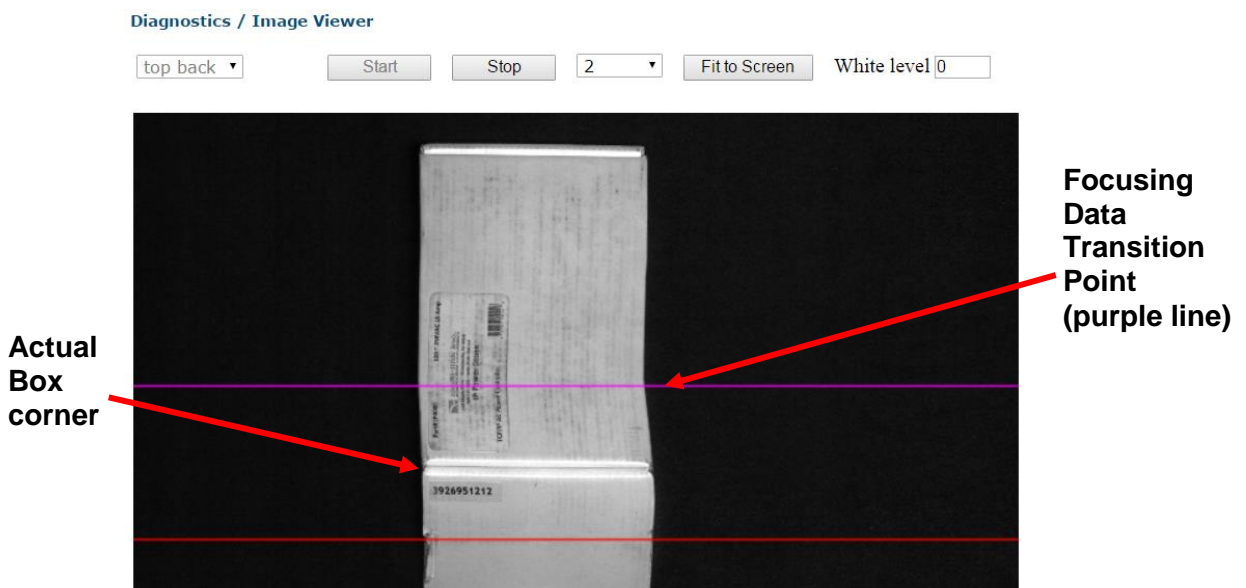 Diagnostics / Image Viewer
top back
Start
Stop
2
Fit to Screen
White level 0
Focusing
Data
Transition
Point
(purple line)
Actual
Box
corner
3926951212